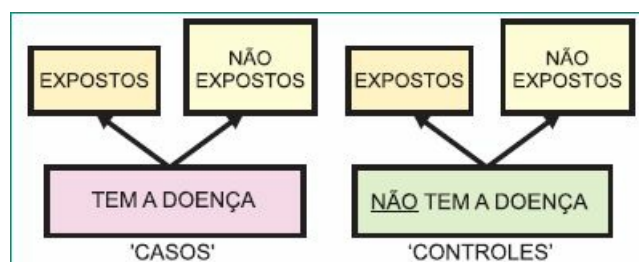 EXPOSTOS
NÃO
EXPOSTOS
EXPOSTOS
NÃO
EXPOSTOS
TEM A DOENÇA
NÃO TEM A DOENÇA
'CASOS'
‘CONTROLES’